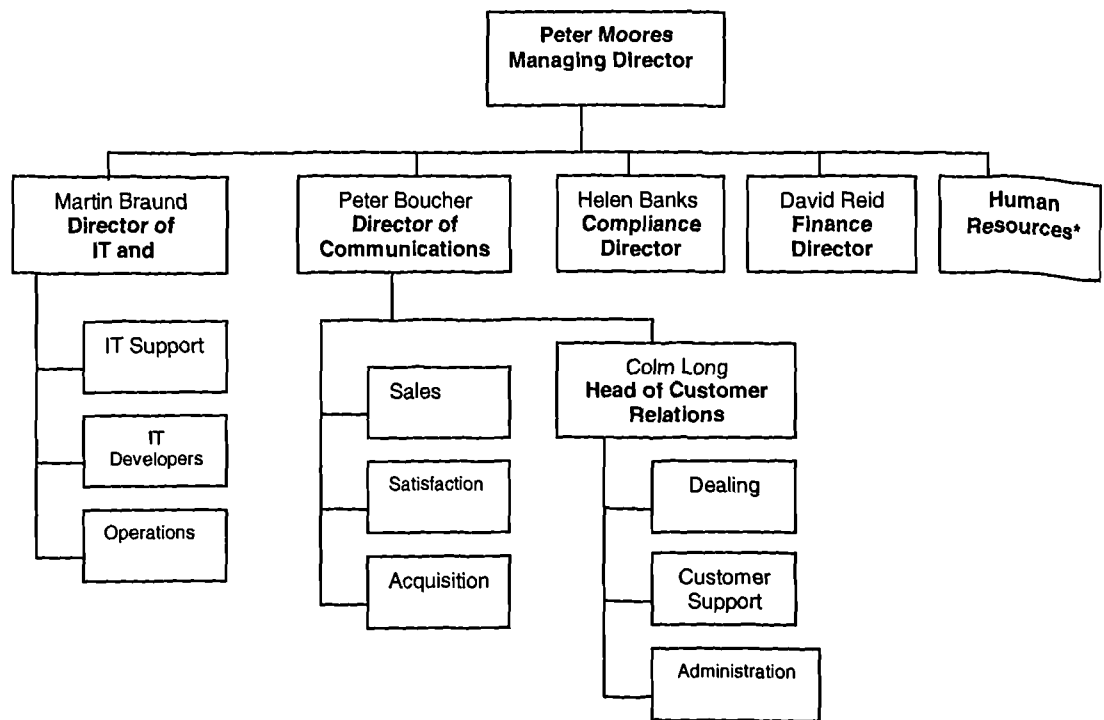 Peter Moores
Managing Director
Martin Braund
Director of
IT and
Peter Boucher
Director of
Communications
Helen Banks
Compliance
Director
David Reid
Finance
Director
Human
Resources*
IT Support
IT
Developers
Operations
Sales
Satisfaction
Acquisition
Colm Long
Head of Customer
Relations
Dealing
Customer
Support
Administration